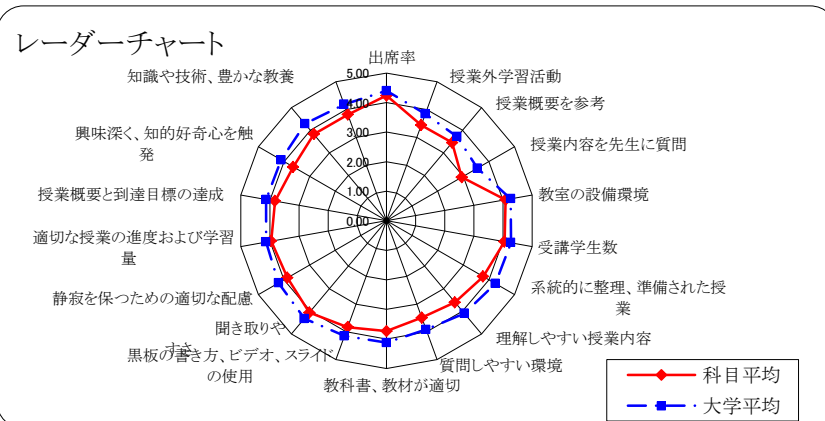 レーダーチャート
出席率
授業外学習活動
授業概要を参考
授業内容を先生に質問
教室の設備環境
受講学生数
系統的に整理、準備された授
業
理解しやすい授業内容
質問しやすい環境
教科書、教材が適切
黒板の書き方、ビデオ、スライド
の使用
聞き取りや
すさ
静寂を保つための適切な配慮
適切な授業の進度および学習
量
授業概要と到達目標の達成
興味深く、知的好奇心を触
発
知識や技術、豊かな教養
5.00
4.00
3.00
2.00
1.00
0.00
科目平均
大学平均